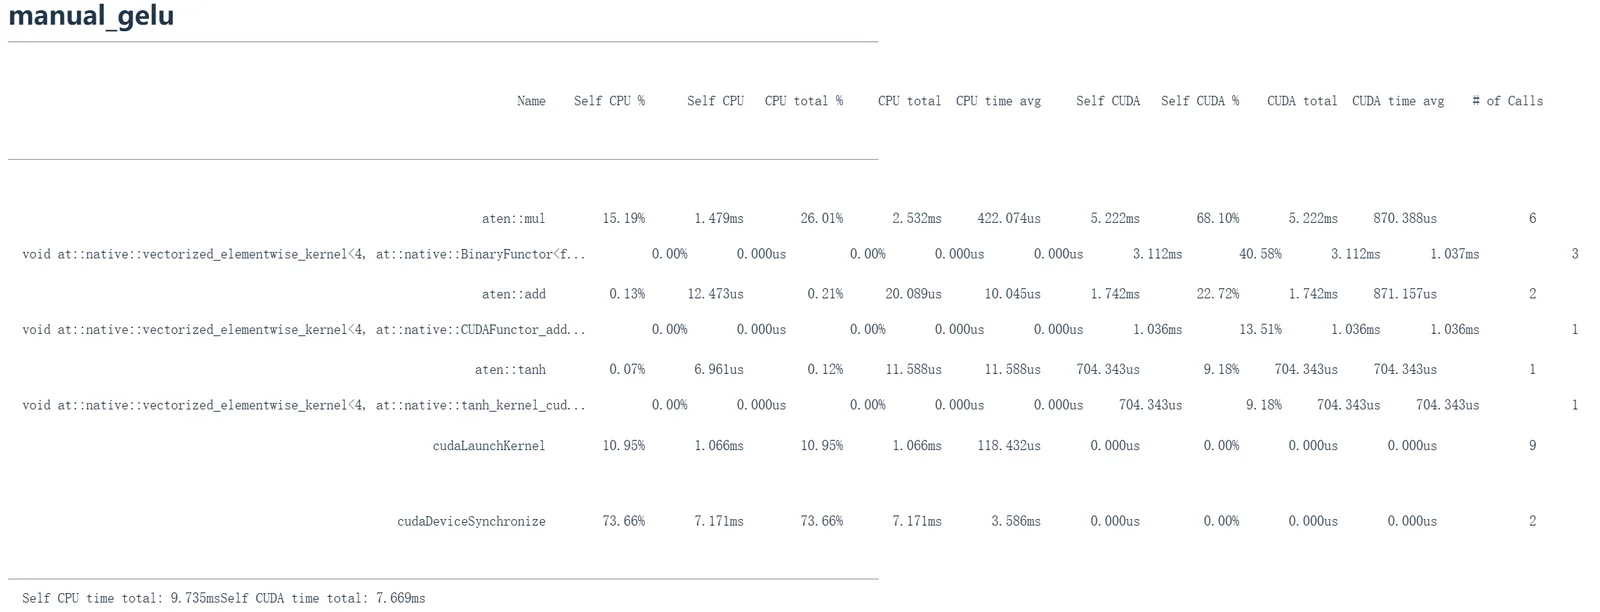 manual_gelu
Name Self CPU % Self CPU CPU total % CPU total CPU time avg Self CUDA Self CUDA % CUDA total CUDA time avg # of Calls
aten::mul 15.19% 1.479ms 26.01% 2.532ms 422.074us 5.222ms 68.10% 5.222ms 870.388us 6
void at::native::vectorized_elementwise_kernel<4, at::native::BinaryFunctor<f... 0.00% 0.000us 0.00% 0.000us 0.000us 3.112ms 40.58% 3.112ms 1.037ms 3
aten::add 0.13% 12.473us 0.21% 20.089us 10.045us 1.742ms 22.72% 1.742ms 871.157us 2
void at::native::vectorized_elementwise_kernel<4, at::native::CUDAFunctor_add... 0.00% 0.000us 0.00% 0.000us 0.000us 1.036ms 13.51% 1.036ms 1.036ms 1
aten::tanh 0.07% 6.961us 0.12% 11.588us 11.588us 704.343us 9.18% 704.343us 704.343us 1
void at::native::vectorized_elementwise_kernel<4, at::native::tanh_kernel_cud... 0.00% 0.000us 0.00% 0.000us 0.000us 704.343us 9.18% 704.343us 704.343us 1
cudaLaunchKernel 10.95% 1.066ms 10.95% 1.066ms 118.432us 0.000us 0.00% 0.000us 0.000us 9
cudaDeviceSynchronize 73.66% 7.171ms 73.66% 7.171ms 3.586ms 0.000us 0.00% 0.000us 0.000us 2
Self CPU time total: 9.735msSelf CUDA time total: 7.669ms